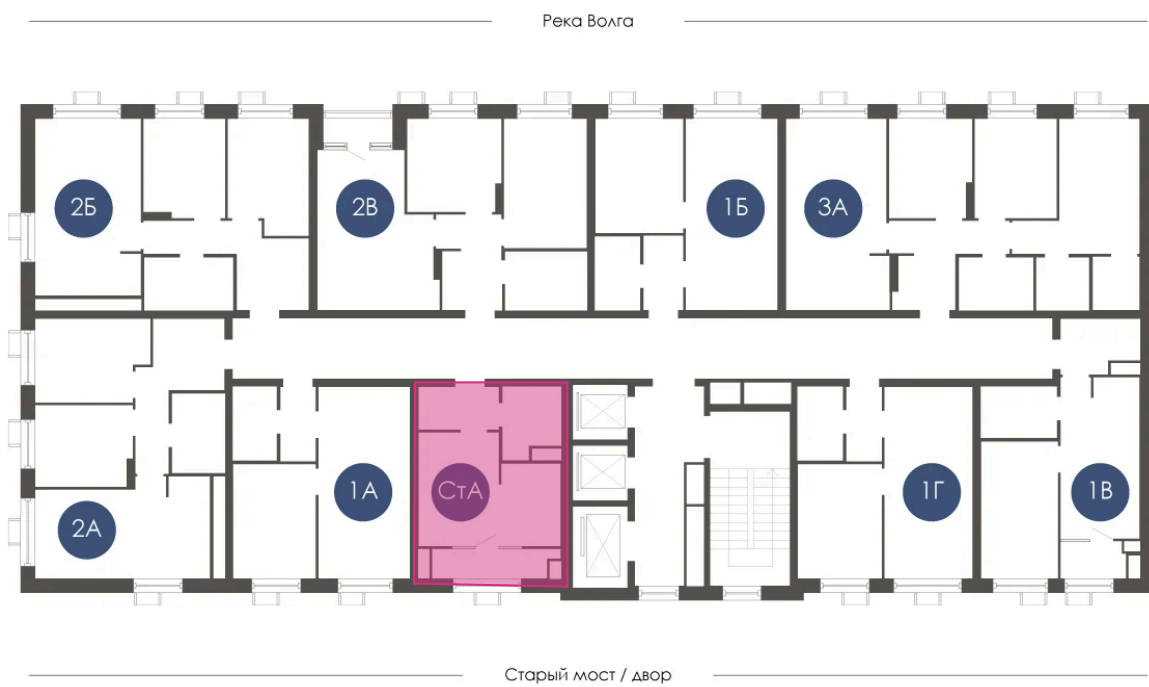 Река Волга
2Б
2В
1Б
3А
1А
СтА
1Г
1В
2А
Старый мост / двор